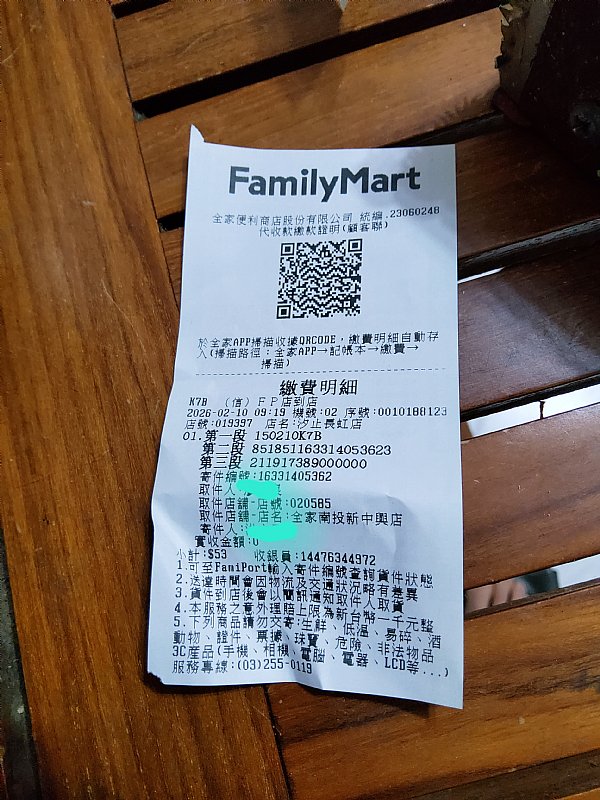 FamilyMart
全家便利商店股份有限公司 統編.23060248
代收款繳款證明(顧客聯)
於全家APP掃描收據QRCODE，繳費明細自動存
入(掃描路徑：全家APP→記帳本→繳費→
掃描)
繳費明細
K7B (信)FP店到店
2026-02-10 09:19 機號:02 序號:0010188123
店號:019397 店名:汐止長虹店
01.第一段 150210K7B
第二段 8518511633140536​23
第三段 211917389000000
寄件編號:16331405362
取件人
取件店鋪-店號:020585
取件店鋪-店名:全家南投新中興店
寄件人:
實收金額:0
小計:$53 收銀員:14476344972
1.可至FamiPort輸入寄件編號查詢貨件狀態
2.送達時間會因物流及交通狀況略有差異
3.貨件到店後會以簡訊通知取件人取貨
4.本服務之意外理賠上限為新台幣一千元整
5.下列商品請勿交寄:生鮮、低溫、易碎、酒
動物、證件、票據、珠寶、危險、非法物品
3C產品(手機、相機、電腦、電器、LCD等...)
服務專線:(03)255-0119